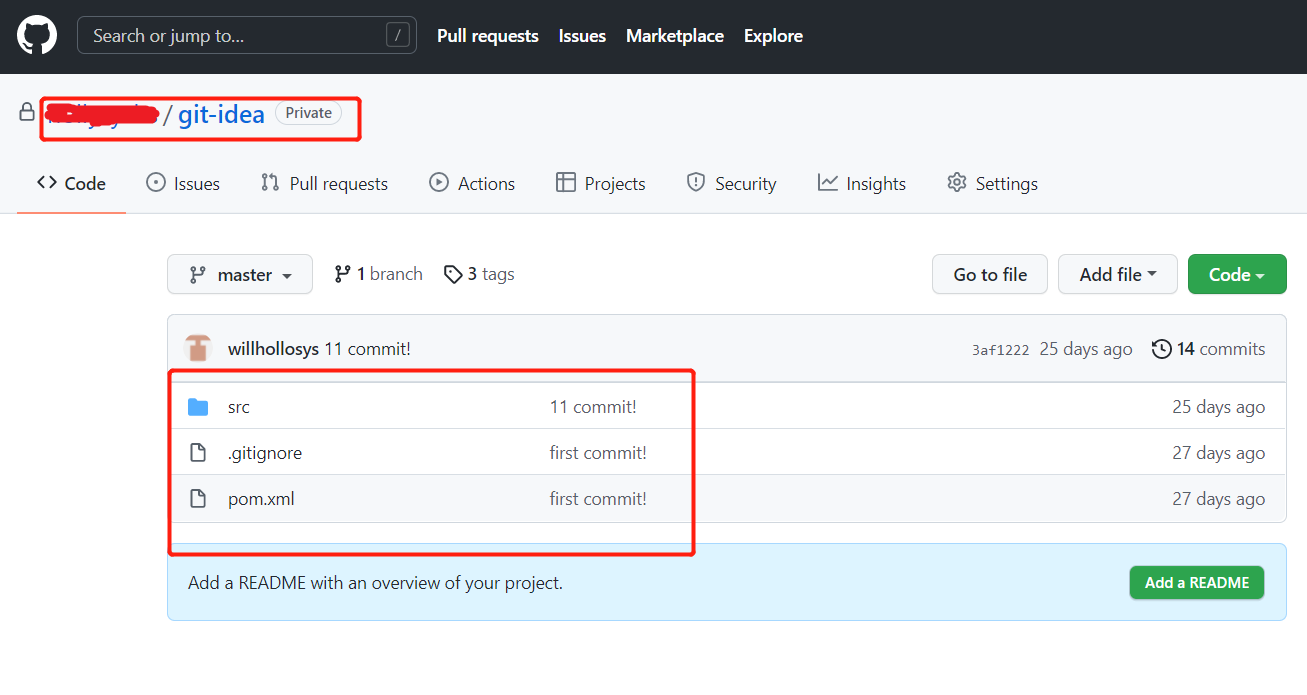 Search or jump to... / Pull requests Issues Marketplace Explore
/ git-idea Private
Code Issues Pull requests Actions Projects Security Insights Settings
master 1 branch 3 tags Go to file Add file Code
willhollosys 11 commit! 3af1222 25 days ago 14 commits
src 11 commit! 25 days ago
.gitignore first commit! 27 days ago
pom.xml first commit! 27 days ago
Add a README with an overview of your project. Add a README